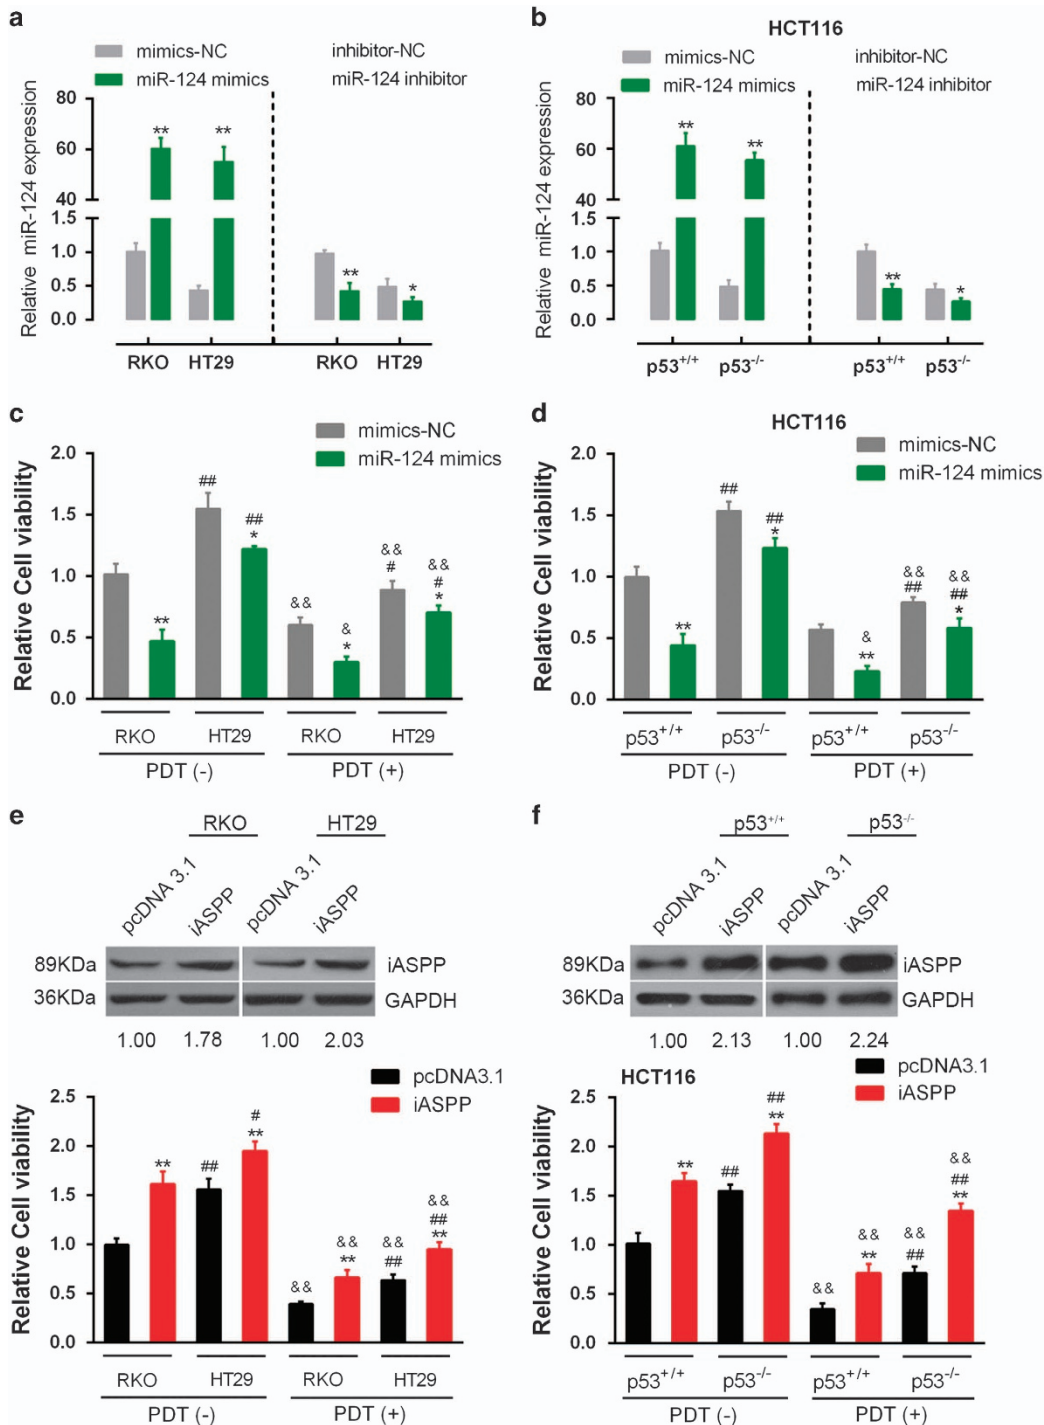 a
mimics-NC
miR-124 mimics
inhibitor-NC
miR-124 inhibitor
Relative miR-124 expression
80
60
40
1.5
1.0
0.5
0.0
**
**
**
*
RKO
HT29
RKO
HT29
b
HCT116
mimics-NC
miR-124 mimics
inhibitor-NC
miR-124 inhibitor
Relative miR-124 expression
80
60
40
1.5
1.0
0.5
0.0
**
**
**
*
p53+/+
p53-/-
p53+/+
p53-/-
c
mimics-NC
miR-124 mimics
Relative Cell viability
2.0
1.5
1.0
0.5
0.0
**
##
##
*
&&
&
*
&&
#
&&
#
*
RKO
HT29
RKO
HT29
PDT (-)
PDT (+)
d
HCT116
mimics-NC
miR-124 mimics
Relative Cell viability
2.0
1.5
1.0
0.5
0.0
**
##
##
*
&
**
&&
##
&&
##
*
p53+/+
p53-/-
p53+/+
p53-/-
PDT (-)
PDT (+)
e
RKO
HT29
pcDNA 3.1
iASPP
pcDNA 3.1
iASPP
89KDa
iASPP
36KDa
GAPDH
1.00 1.78 1.00 2.03
pcDNA3.1
iASPP
Relative Cell viability
2.5
2.0
1.5
1.0
0.5
0.0
**
##
#
**
&&
&&
**
&&
##
&&
##
**
RKO
HT29
RKO
HT29
PDT (-)
PDT (+)
f
p53+/+
p53-/-
pcDNA 3.1
iASPP
pcDNA 3.1
iASPP
89KDa
iASPP
36KDa
GAPDH
1.00 2.13 1.00 2.24
HCT116
pcDNA3.1
iASPP
Relative Cell viability
2.5
2.0
1.5
1.0
0.5
0.0
**
##
##
**
&&
&&
**
&&
##
&&
##
**
p53+/+
p53-/-
p53+/+
p53-/-
PDT (-)
PDT (+)